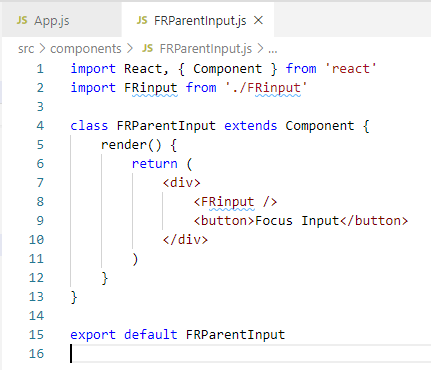 JS App.js JS FRParentInput.js ×
src > components > JS FRParentInput.js > ...
1 import React, { Component } from 'react'
2 import FRinput from './FRinput'
3
4 class FRParentInput extends Component {
5 render() {
6 return (
7 <div>
8 <FRinput />
9 <button>Focus Input</button>
10 </div>
11 )
12 }
13 }
14
15 export default FRParentInput
16